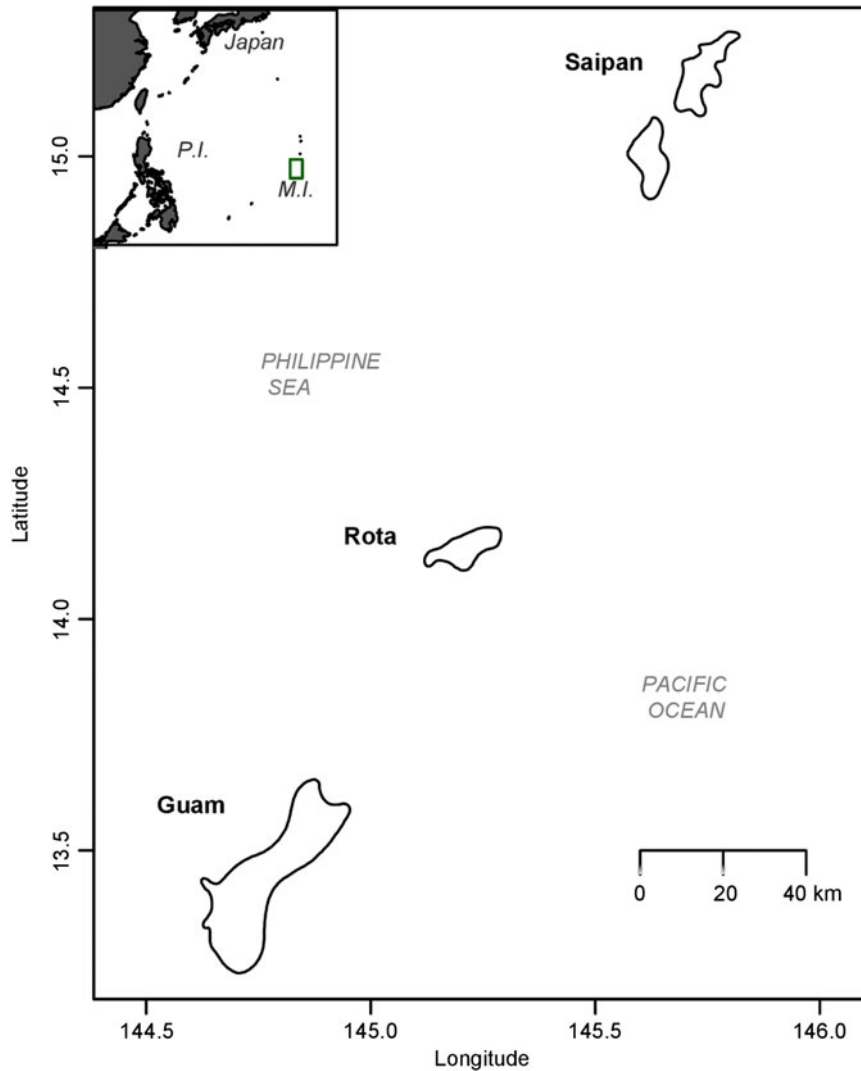 Japan
P.I.
M.I.
Saipan
15.0
PHILIPPINE
SEA
14.5
Latitude
Rota
14.0
PACIFIC
OCEAN
Guam
13.5
0 20 40 km
144.5 145.0 145.5 146.0
Longitude